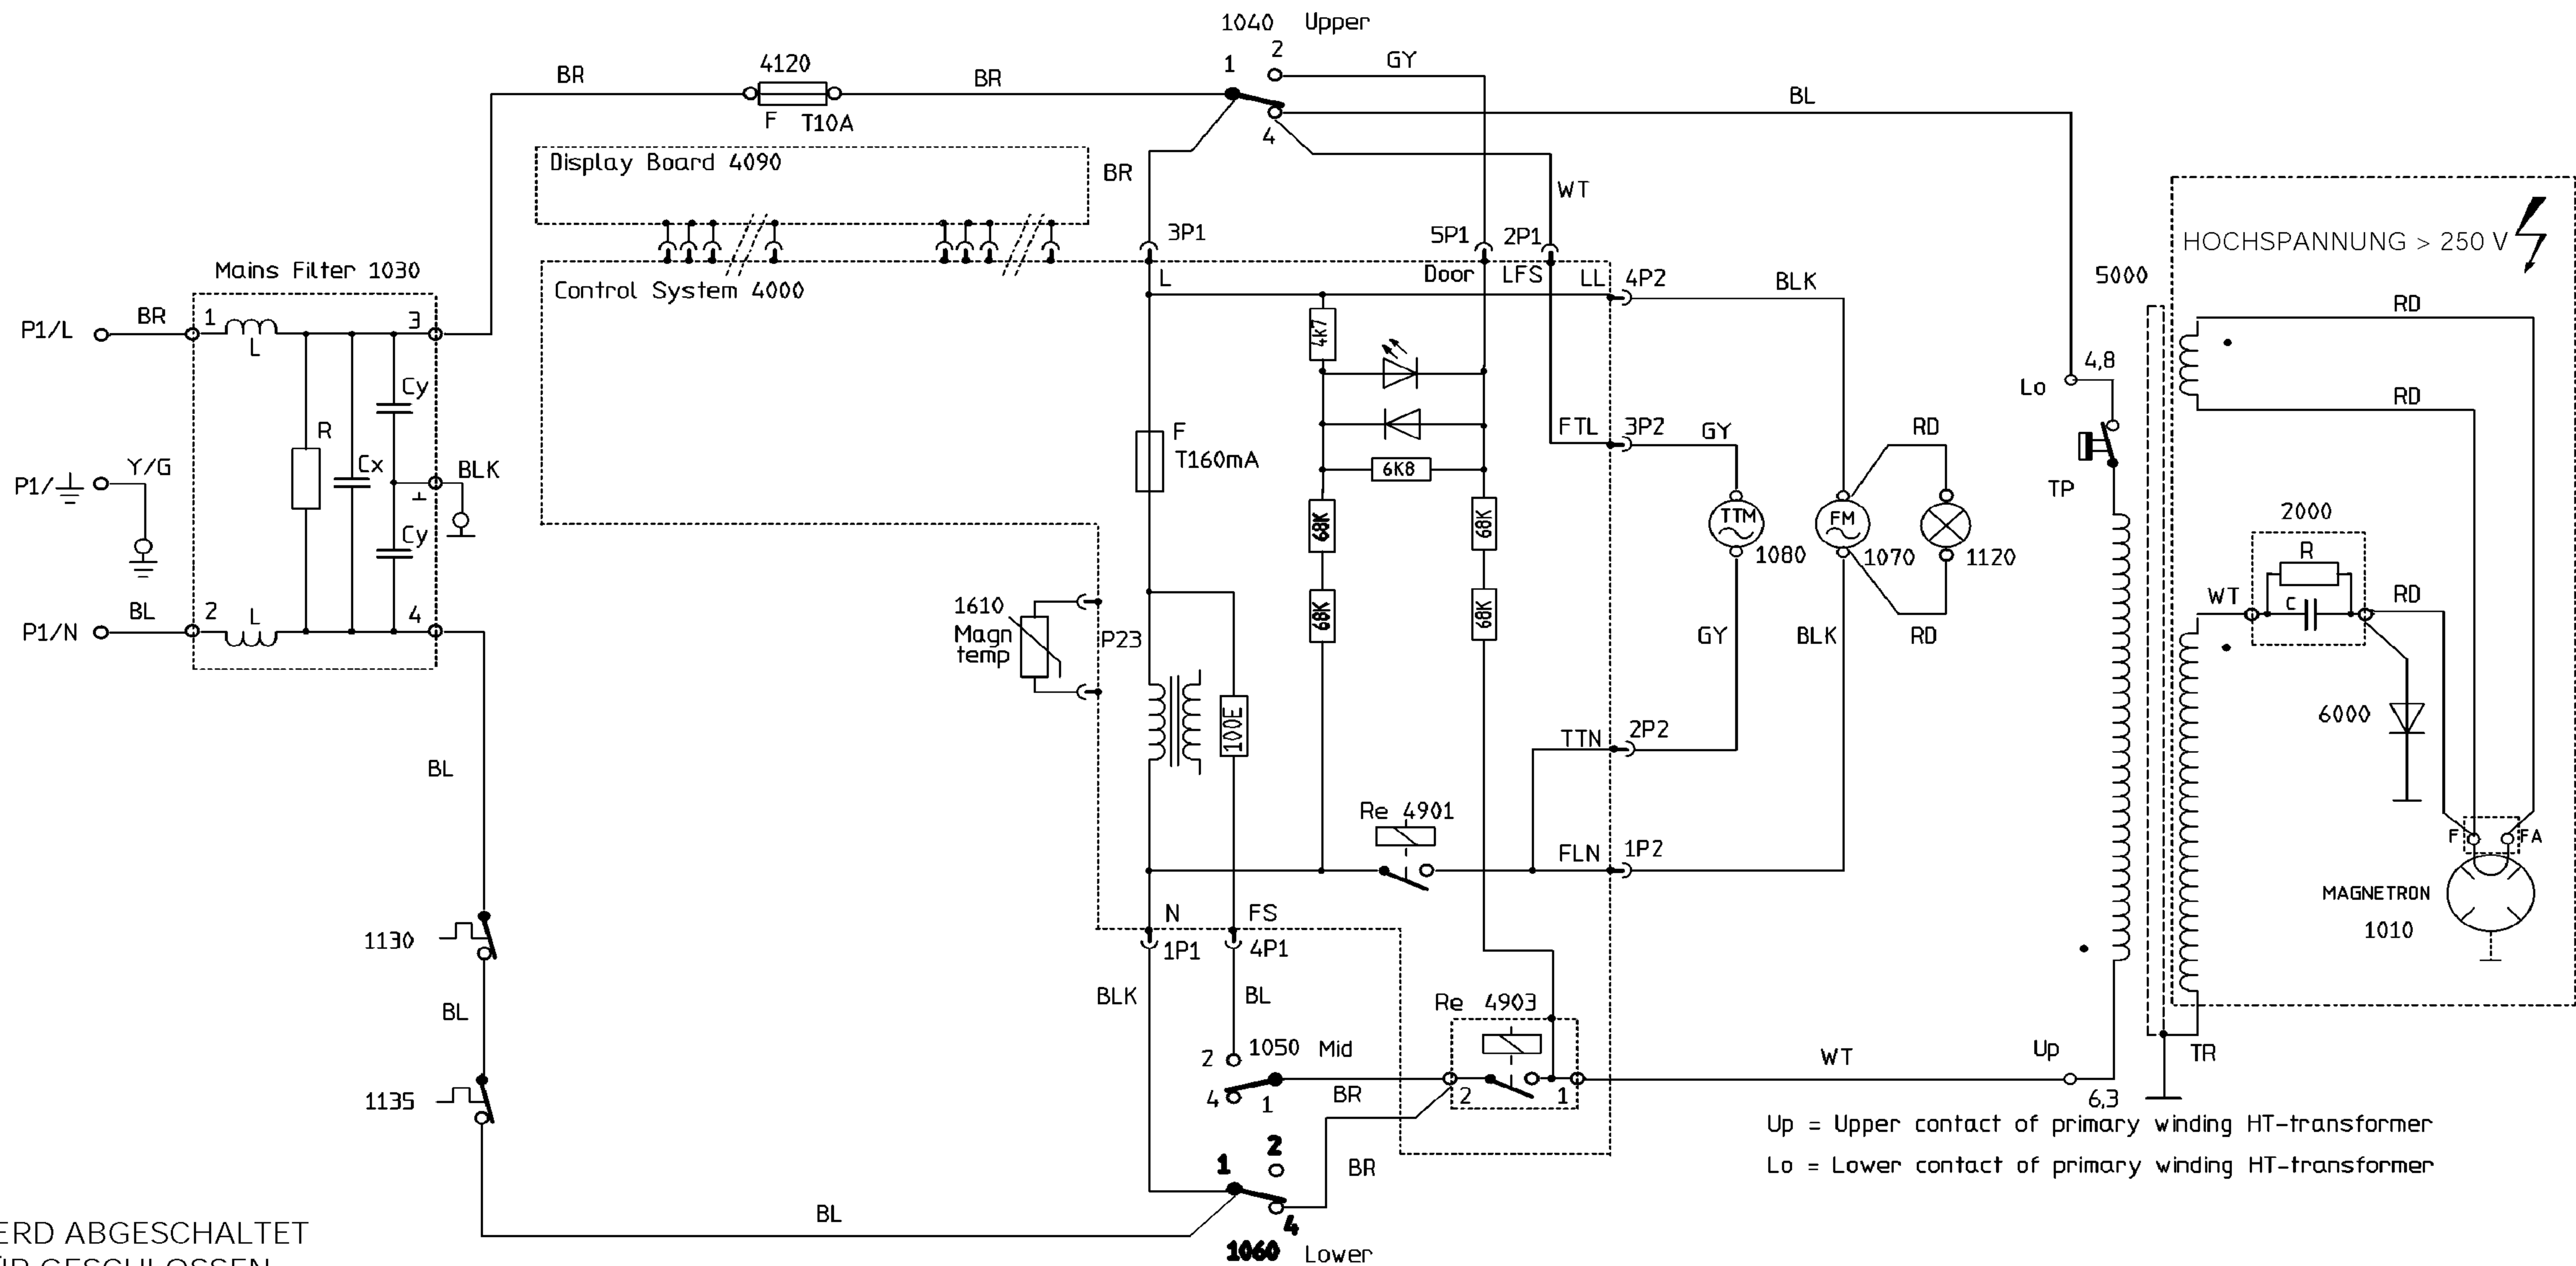 1040 Upper
1 2 GY
BR 4120 BR
F T10A
4
BL
Display Board 4090
BR
WT
3P1 5P1 2P1
HOCHSPANNUNG > 250 V
Mains Filter 1030
Control System 4000
L Door LFS LL 4P2 BLK
5000
RD
P1/L BR 1 L 3
4k7
4,8
Lo
RD
Cy
R
F
T160mA
FTL 3P2 GY
RD
6K8
Y/G
Cx
BLK
P1/
TP
68K 68K
TTM 1080
FM 1070
1120
2000
R
Cy
P1/N BL 2 L 4
1610
Magn
temp
P23
68K 68K
GY BLK RD
WT C RD
100E
TTN 2P2
6000
BL
Re 4901
FLN 1P2
F FA
MAGNETRON
1010
N FS
1130
1P1 4P1
BLK BL
BL
Re 4903
2 1050 Mid
WT
Up
TR
4 1 BR 2 1
6,3
1135
Up = Upper contact of primary winding HT-transformer
2
1
BR
Lo = Lower contact of primary winding HT-transformer
BL
4
1060 Lower
ERD ABGESCHALTET
ÜR GESCHLOSSEN